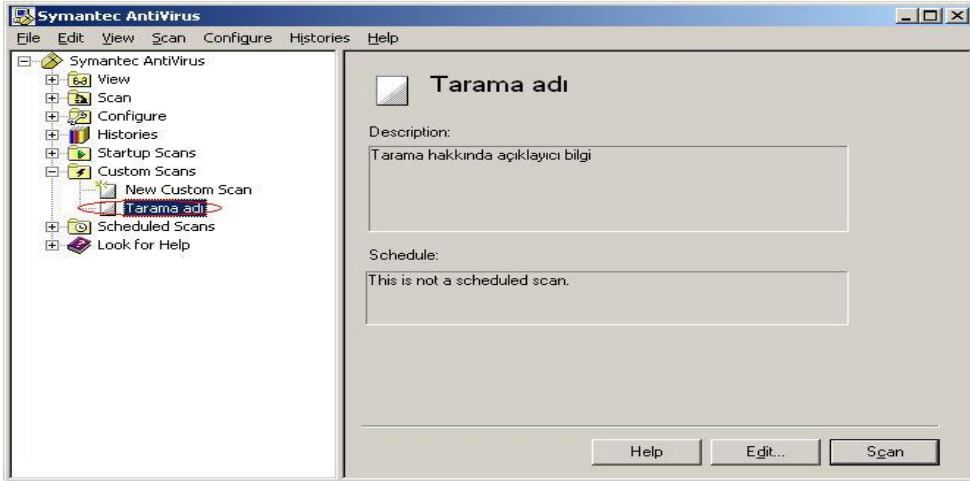 Symantec AntiVirus
File Edit View Scan Configure Histories Help
Symantec AntiVirus
View
Scan
Configure
Histories
Startup Scans
Custom Scans
New Custom Scan
Tarama adı
Scheduled Scans
Look for Help
Tarama adı
Description:
Tarama hakkında açıklayıcı bilgi
Schedule:
This is not a scheduled scan.
Help Edit... Scan